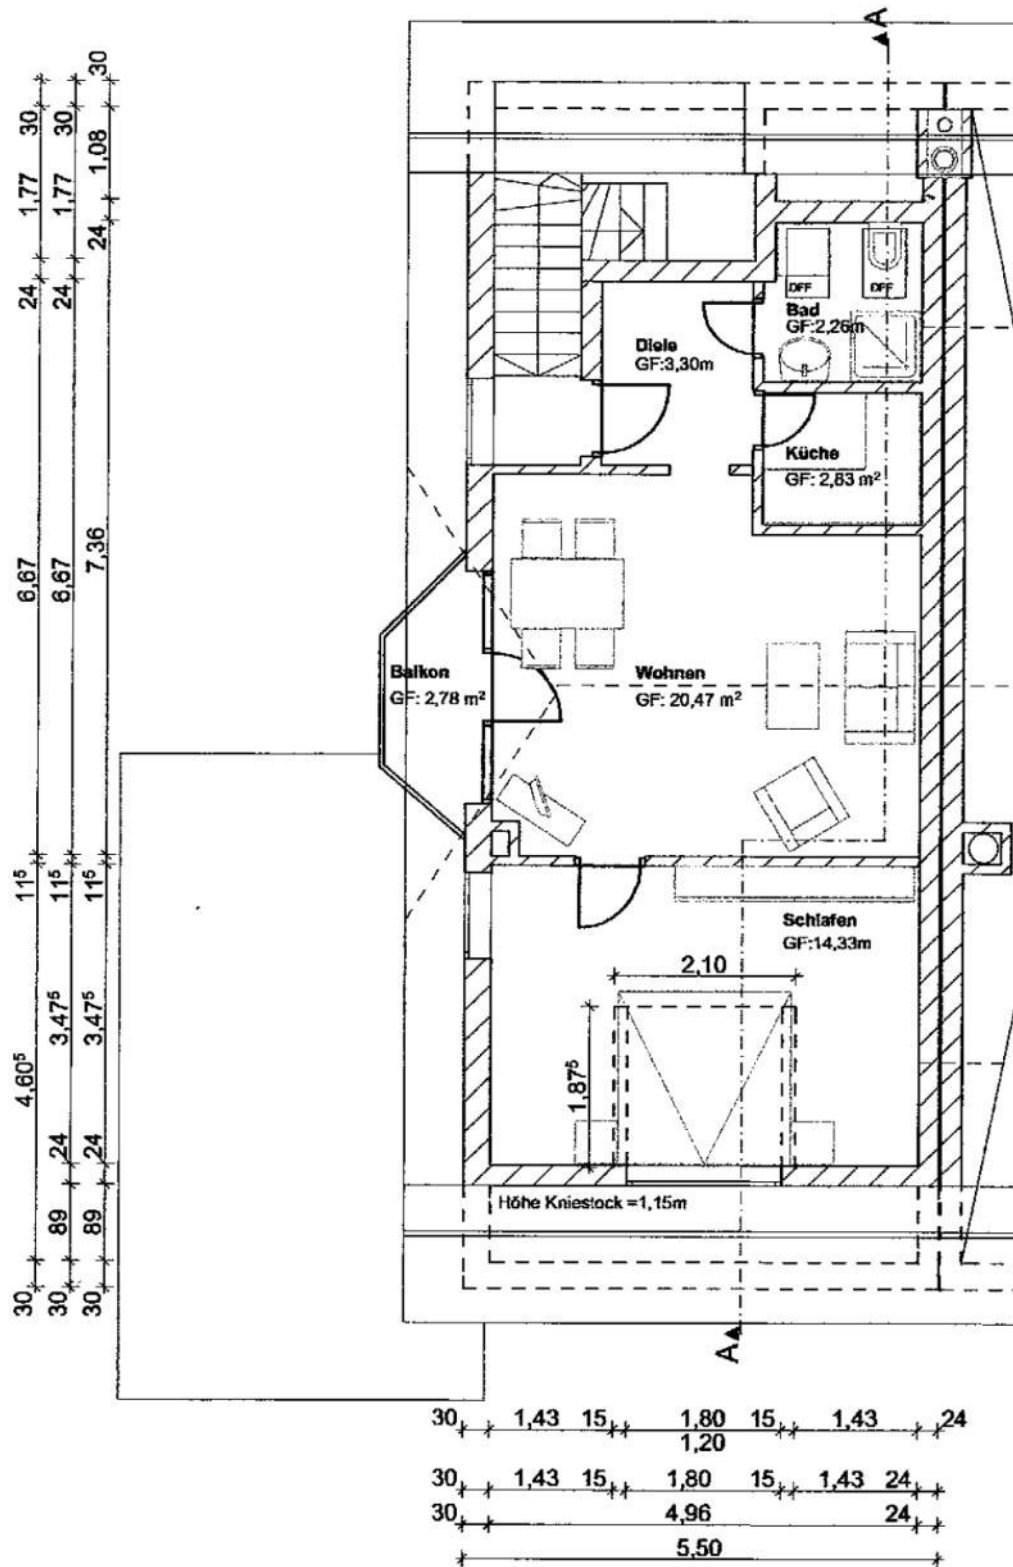 A
DFF
DFF
Bad
GF:2,26m
Diele
GF:3,30m
Küche
GF: 2,83 m²
Balkon
GF: 2,78 m²
Wohnen
GF: 20,47 m²
Schlafen
GF:14,33m
2,10
1,87⁵
Höhe Kniestock =1,15m
A
30 1,77 24 6,67 11⁵ 4,60⁵ 30
30 1,77 24 6,67 11⁵ 3,47⁵ 24 89 30
30 1,08 24 7,36 11⁵ 3,47⁵ 24 89 30
30 1,43 15 1,80 15 1,43 24
1,20
30 1,43 15 1,80 15 1,43 24
30 4,96 24
5,50